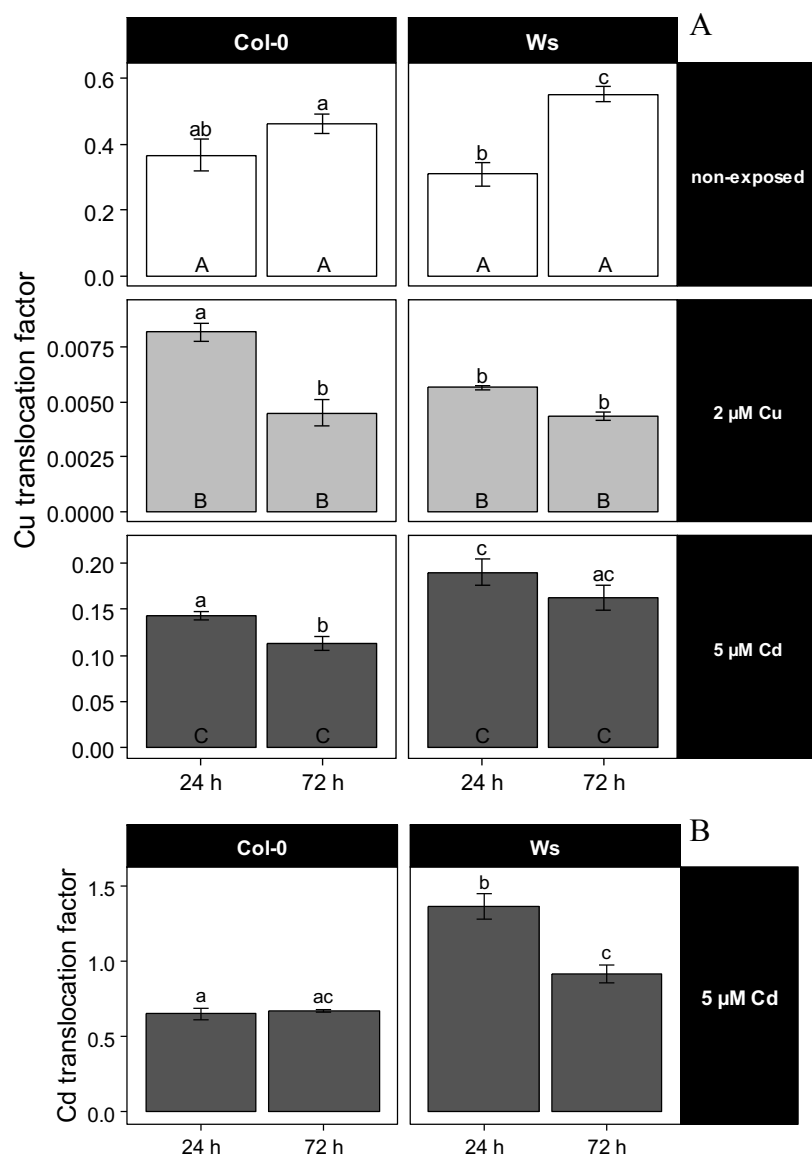 A
Col-0 Ws
Cu translocation factor
0.6
0.4
0.2
0.0
ab a b c
A A A A
non-exposed
0.0075
0.0050
0.0025
0.0000
a b b b
B B B B
2 µM Cu
0.20
0.15
0.10
0.05
0.00
a b c ac
C C C C
5 µM Cd
24 h 72 h 24 h 72 h
B
Col-0 Ws
Cd translocation factor
1.5
1.0
0.5
0.0
a ac b c
5 µM Cd
24 h 72 h 24 h 72 h